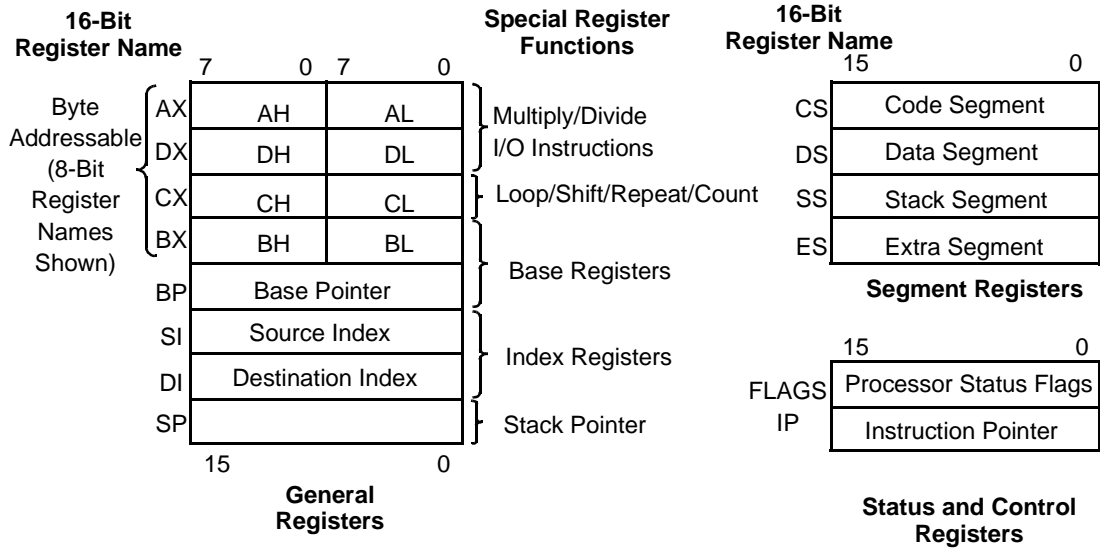 16-Bit
Register Name
Special Register
Functions
16-Bit
Register Name
7 0 7 0
15 0
Byte
Addressable
(8-Bit
Register
Names
Shown)
AX AH AL
DX DH DL
CX CH CL
BX BH BL
BP Base Pointer
SI Source Index
DI Destination Index
SP
15 0
General
Registers
Multiply/Divide
I/O Instructions
Loop/Shift/Repeat/Count
Base Registers
Index Registers
Stack Pointer
CS Code Segment
DS Data Segment
SS Stack Segment
ES Extra Segment
Segment Registers
15 0
FLAGS Processor Status Flags
IP Instruction Pointer
Status and Control
Registers